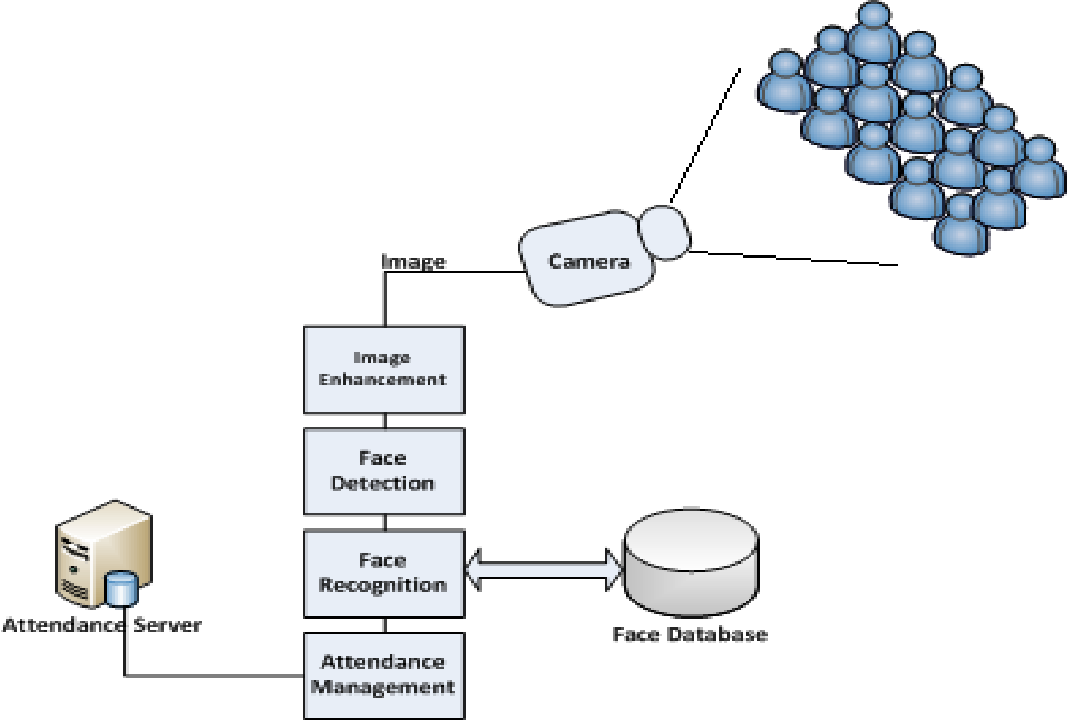 Camera
Image
Image
Enhancement
Face
Detection
Face
Recognition
Attendance Server
Face Database
Attendance
Management